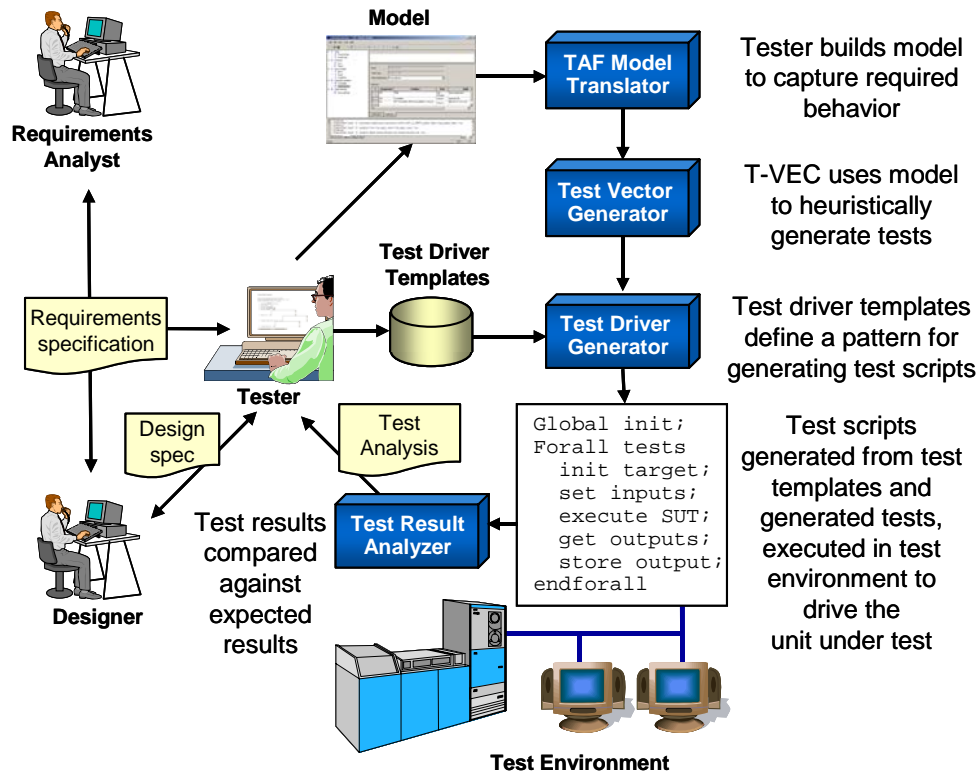 Model
TAF Model
Translator
Tester builds model
to capture required
behavior
Requirements
Analyst
Test Vector
Generator
T-VEC uses model
to heuristically
generate tests
Test Driver
Templates
Requirements
specification
Test Driver
Generator
Test driver templates
define a pattern for
generating test scripts
Tester
Design
spec
Test
Analysis
Global init;
Forall tests
init target;
set inputs;
execute SUT;
get outputs;
store output;
endforall
Test scripts
generated from test
templates and
generated tests,
executed in test
environment to
drive the
unit under test
Test Result
Analyzer
Test results
compared
against
expected
results
Designer
Test Environment